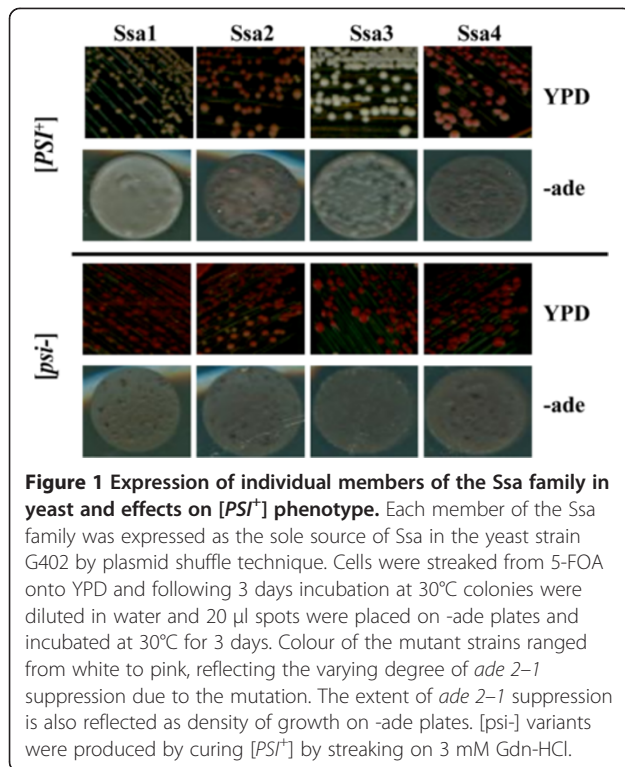 Ssa1 Ssa2 Ssa3 Ssa4
[PSI+]
YPD
-ade
[psi-]
YPD
-ade
Figure 1 Expression of individual members of the Ssa family in
yeast and effects on [PSI+] phenotype. Each member of the Ssa
family was expressed as the sole source of Ssa in the yeast strain
G402 by plasmid shuffle technique. Cells were streaked from 5-FOA
onto YPD and following 3 days incubation at 30°C colonies were
diluted in water and 20 μl spots were placed on -ade plates and
incubated at 30°C for 3 days. Colour of the mutant strains ranged
from white to pink, reflecting the varying degree of ade 2–1
suppression due to the mutation. The extent of ade 2–1 suppression
is also reflected as density of growth on -ade plates. [psi-] variants
were produced by curing [PSI+] by streaking on 3 mM Gdn-HCl.